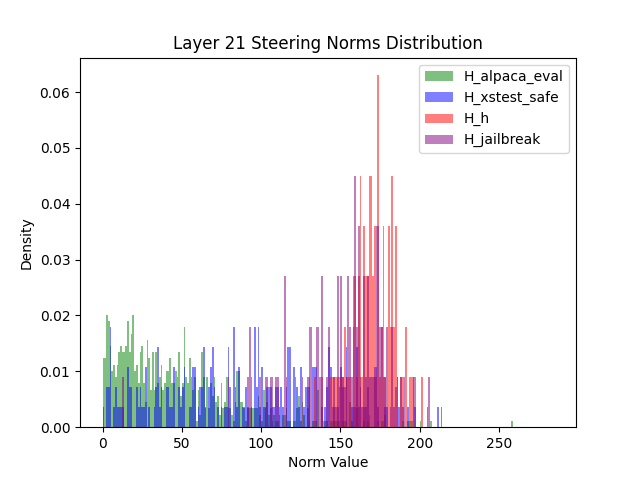 Layer 21 Steering Norms Distribution
H_alpaca_eval
H_xstest_safe
H_h
H_jailbreak
0.06
0.05
0.04
0.03
0.02
0.01
0.00
Density
0 50 100 150 200 250
Norm Value